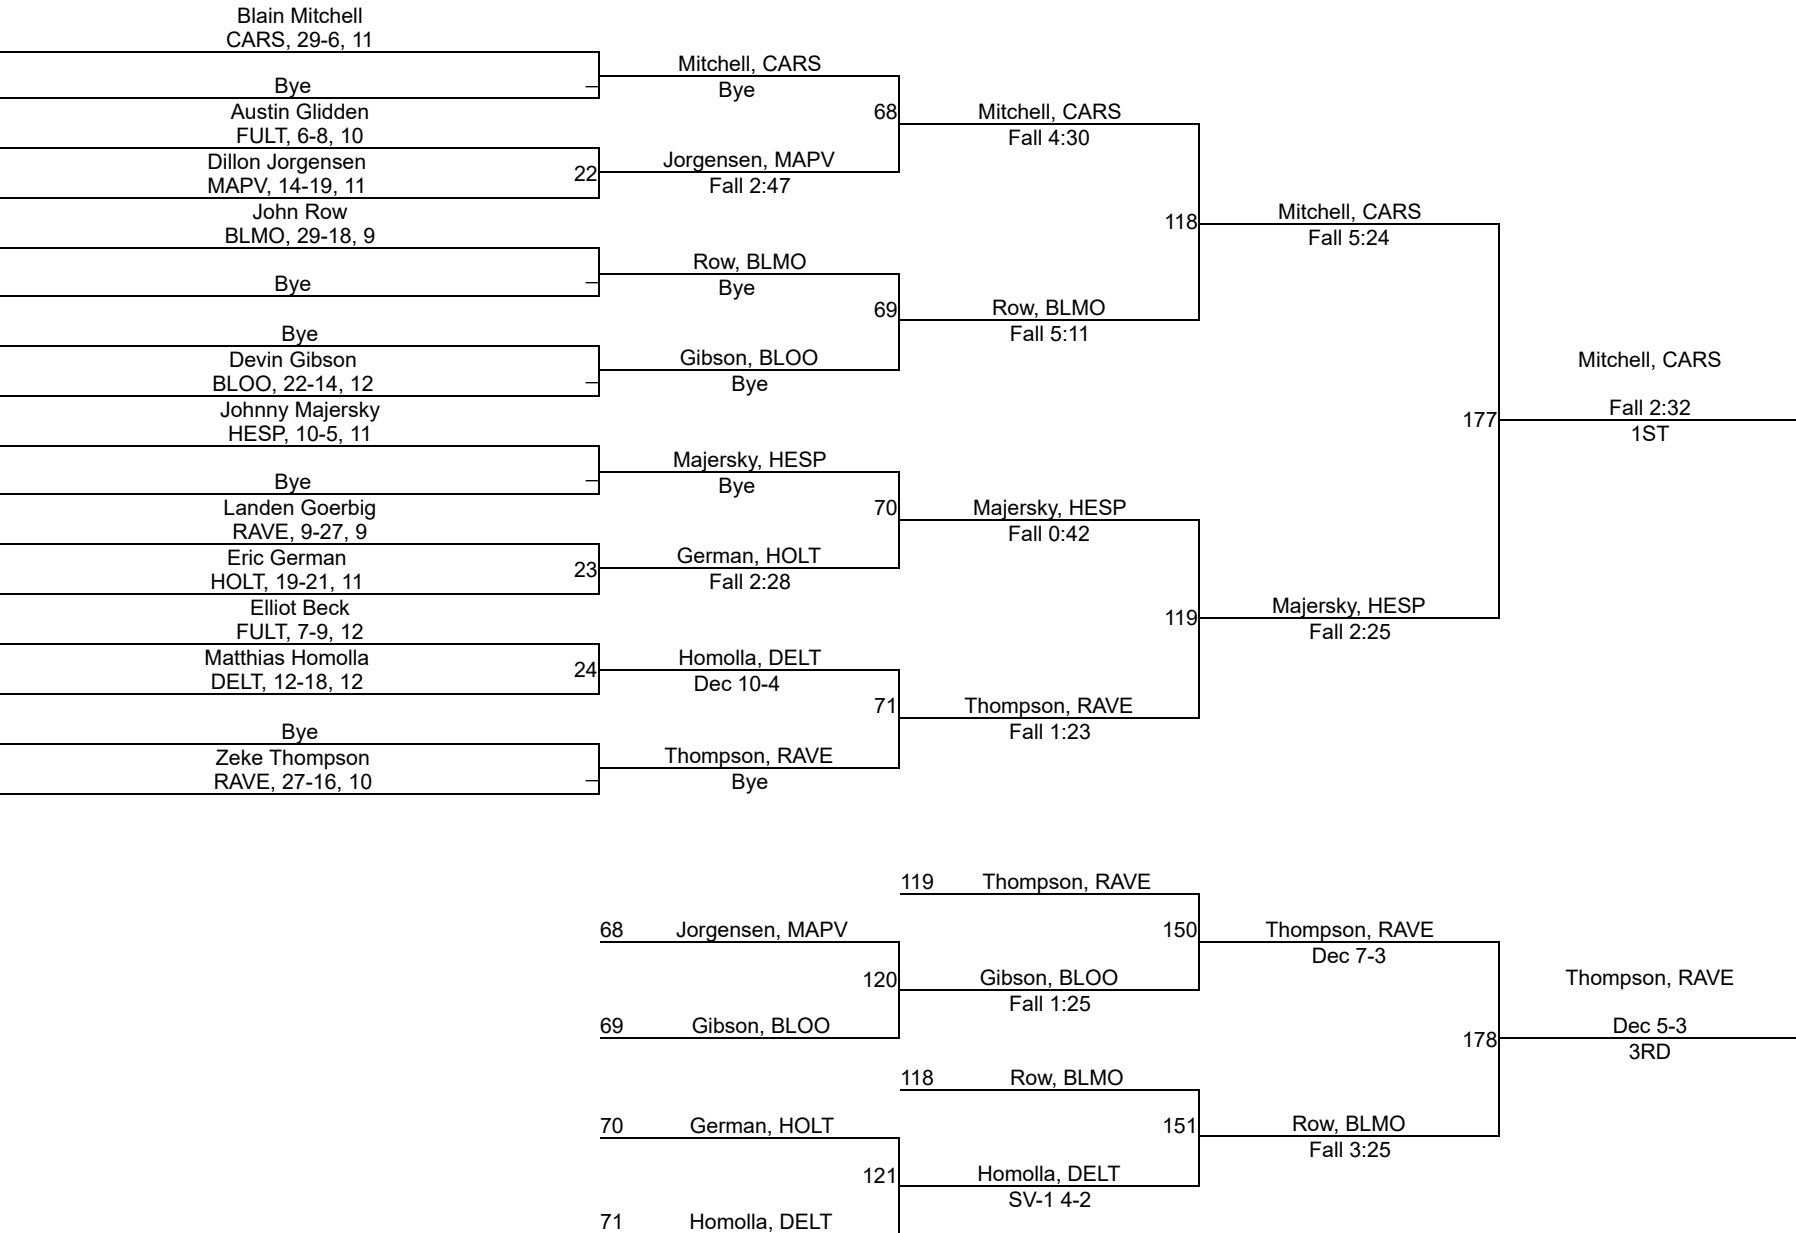 Blain Mitchell
CARS, 29-6, 11
Bye
Austin Glidden
FULT, 6-8, 10
Dillon Jorgensen
MAPV, 14-19, 11
22
John Row
BLMO, 29-18, 9
Bye
Bye
Devin Gibson
BLOO, 22-14, 12
Johnny Majersky
HESP, 10-5, 11
Bye
Landen Goerbig
RAVE, 9-27, 9
Eric German
HOLT, 19-21, 11
23
Elliot Beck
FULT, 7-9, 12
Matthias Homolla
DELT, 12-18, 12
24
Bye
Zeke Thompson
RAVE, 27-16, 10
Mitchell, CARS
Bye
68
Jorgensen, MAPV
Fall 2:47
Row, BLMO
Bye
69
Gibson, BLOO
Bye
Majersky, HESP
Bye
70
German, HOLT
Fall 2:28
Homolla, DELT
Dec 10-4
71
Thompson, RAVE
Bye
Mitchell, CARS
Fall 4:30
118
Row, BLMO
Fall 5:11
Majersky, HESP
Fall 0:42
119
Thompson, RAVE
Fall 1:23
Mitchell, CARS
Fall 5:24
177
Majersky, HESP
Fall 2:25
Mitchell, CARS
Fall 2:32
1ST
68 Jorgensen, MAPV
120
69 Gibson, BLOO
70 German, HOLT
121
71 Homolla, DELT
119 Thompson, RAVE
150
Gibson, BLOO
Fall 1:25
118 Row, BLMO
151
Homolla, DELT
SV-1 4-2
Thompson, RAVE
Dec 7-3
178
Row, BLMO
Fall 3:25
Thompson, RAVE
Dec 5-3
3RD